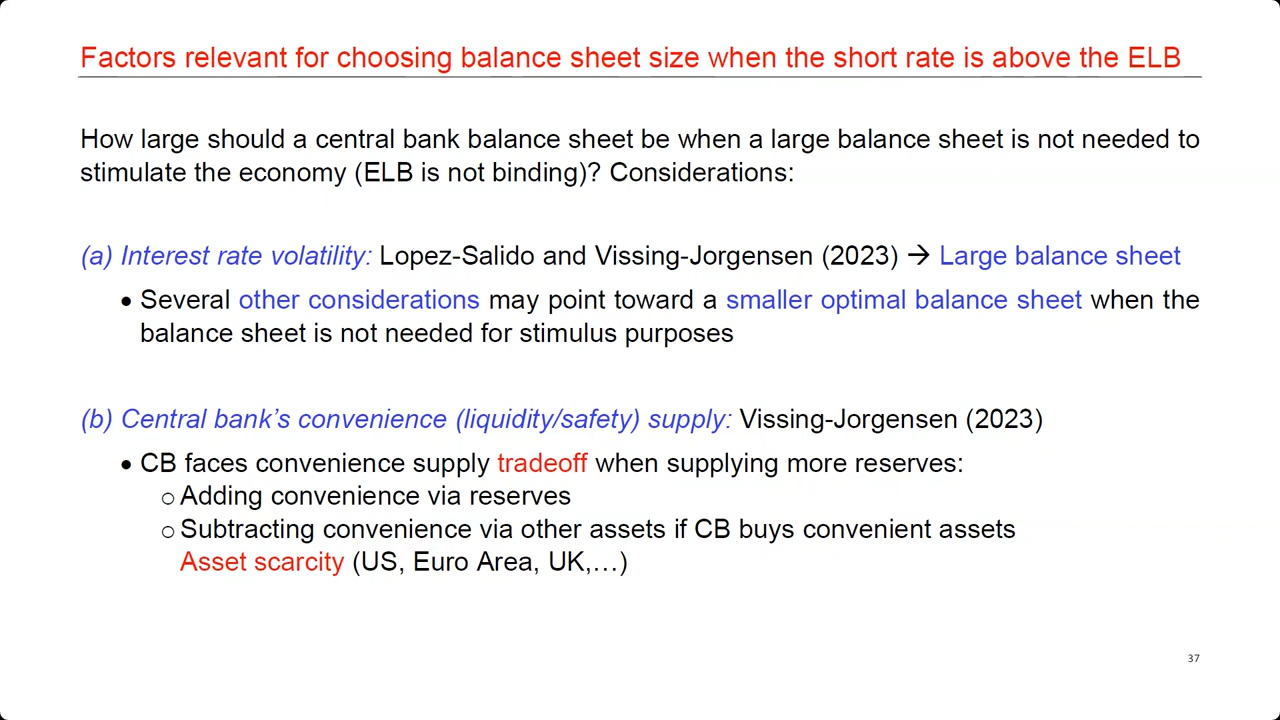 Factors relevant for choosing balance sheet size when the short rate is above the ELB
How large should a central bank balance sheet be when a large balance sheet is not needed to
stimulate the economy (ELB is not binding)? Considerations:
(a) Interest rate volatility: Lopez-Salido and Vissing-Jorgensen (2023) → Large balance sheet
• Several other considerations may point toward a smaller optimal balance sheet when the
balance sheet is not needed for stimulus purposes
(b) Central bank’s convenience (liquidity/safety) supply: Vissing-Jorgensen (2023)
• CB faces convenience supply tradeoff when supplying more reserves:
○ Adding convenience via reserves
○ Subtracting convenience via other assets if CB buys convenient assets
Asset scarcity (US, Euro Area, UK,…)
37